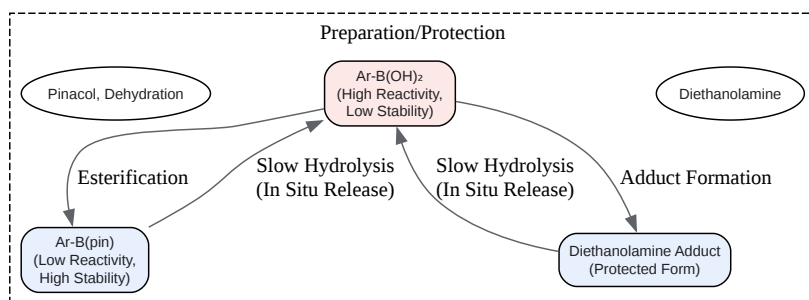 Preparation/Protection
Pinacol, Dehydration
Ar-B(OH)₂
(High Reactivity,
Low Stability)
Diethanolamine
Esterification
Slow Hydrolysis
(In Situ Release)
Slow Hydrolysis
(In Situ Release)
Adduct Formation
Ar-B(pin)
(Low Reactivity,
High Stability)
Diethanolamine Adduct
(Protected Form)